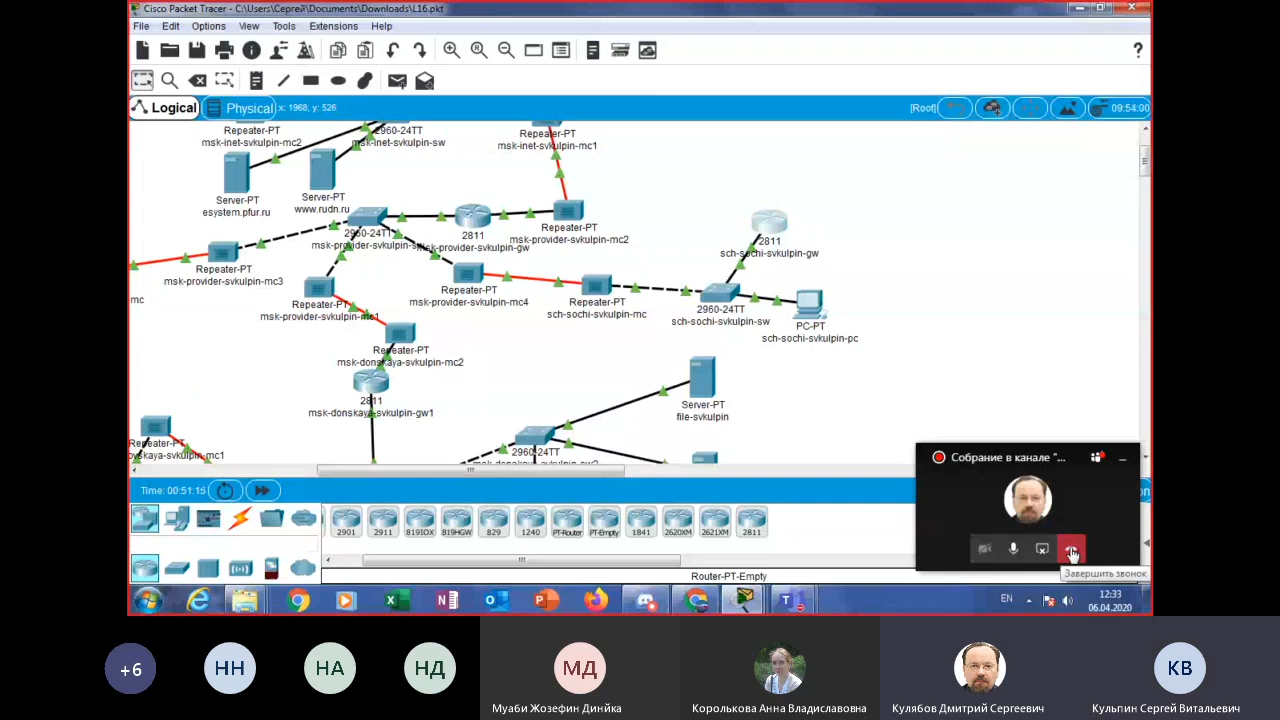 Cisco Packet Tracer - C:\Users\Сергей\Documents\Downloads\L16.pkt
File Edit Options View Tools Extensions Help
Logical Physical x: 1968, y: 526 [Root] 09:54:00
Repeater-PT
msk-inet-svkulpin-mc2
2960-24TT
msk-inet-svkulpin-sw
Repeater-PT
msk-inet-svkulpin-mc1
Server-PT
esystem.pfur.ru
Server-PT
www.rudn.ru
2960-24TT
2811
Repeater-PT
msk-provider-svkulpin-mc2
2811
sch-sochi-svkulpin-gw
Repeater-PT
msk-provider-svkulpin-mc3
Repeater-PT
msk-provider-svkulpin-mc4
mc
Repeater-PT
msk-provider-svkulpin-mc1
Repeater-PT
sch-sochi-svkulpin-mc
2960-24TT
sch-sochi-svkulpin-sw
PC-PT
sch-sochi-svkulpin-pc
Repeater-PT
msk-donskaya-svkulpin-mc2
2811
msk-donskaya-svkulpin-gw1
Server-PT
file-svkulpin
Repeater-PT
2960-24TT
Собрание в канале "...
Завершить звонок
Time: 00:51:15
2901 2911 819IOX 819HGW 829 1240 PT-Router PT-Empty 1841 2620XM 2621XM 2811
Router-PT-Empty
EN
12:33
06.04.2020
+6 НН НА НД МД КВ
Муаби Жозефин Динйка Королькова Анна Владиславовна Кулябов Дмитрий Сергеевич Кульпин Сергей Витальевич